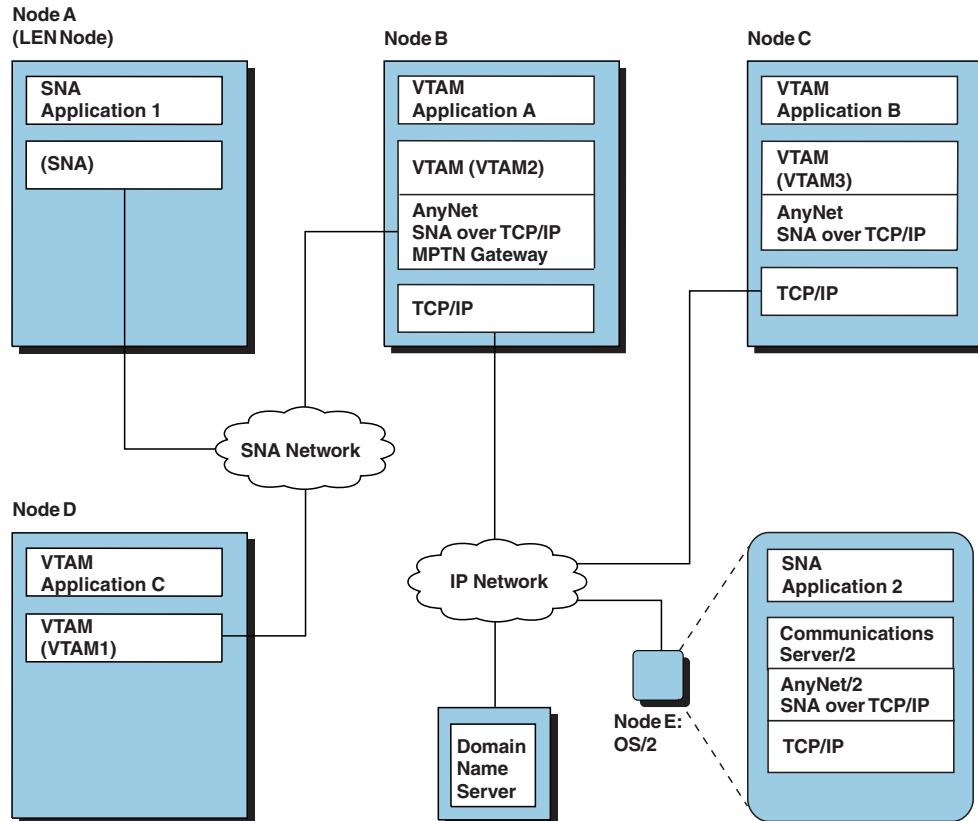 Node A
(LEN Node)
SNA
Application 1
(SNA)
Node B
VTAM
Application A
VTAM (VTAM2)
AnyNet
SNA over TCP/IP
MPTN Gateway
TCP/IP
Node C
VTAM
Application B
VTAM
(VTAM3)
AnyNet
SNA over TCP/IP
TCP/IP
SNA Network
Node D
VTAM
Application C
VTAM
(VTAM1)
IP Network
Domain
Name
Server
Node E:
OS/2
SNA
Application 2
Communications
Server/2
AnyNet/2
SNA over TCP/IP
TCP/IP